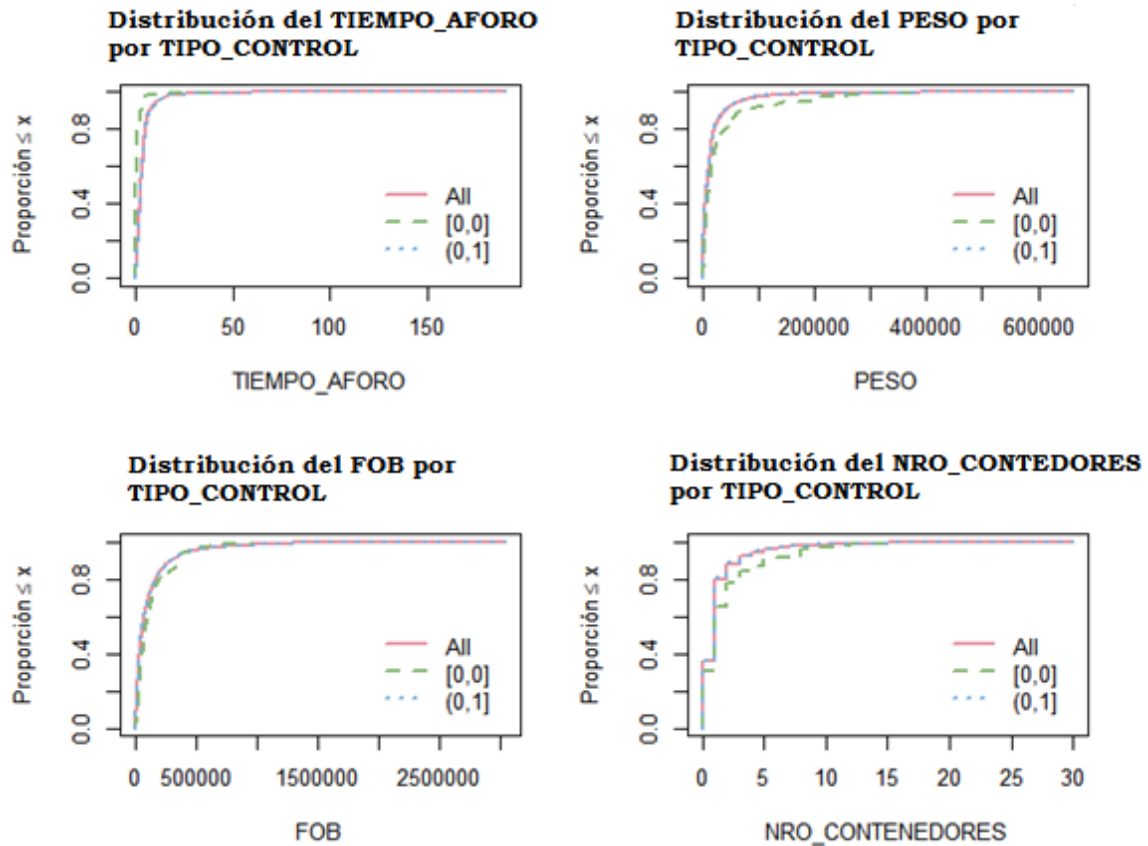 Distribución del TIEMPO_AFORO
por TIPO_CONTROL
Proporción ≤ x
0.0 0.4 0.8
All
[0,0]
(0,1]
0 50 100 150
TIEMPO_AFORO
Distribución del PESO por
TIPO_CONTROL
Proporción ≤ x
0.0 0.4 0.8
All
[0,0]
(0,1]
0 200000 400000 600000
PESO
Distribución del FOB por
TIPO_CONTROL
Proporción ≤ x
0.0 0.4 0.8
All
[0,0]
(0,1]
0 500000 1500000 2500000
FOB
Distribución del NRO_CONTEDORES
por TIPO_CONTROL
Proporción ≤ x
0.0 0.4 0.8
All
[0,0]
(0,1]
0 5 10 15 20 25 30
NRO_CONTENEDORES